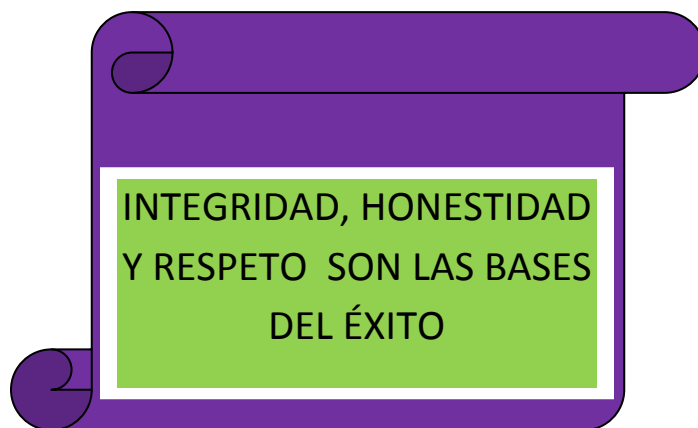 INTEGRIDAD, HONESTIDAD
Y RESPETO  SON LAS BASES
DEL ÉXITO